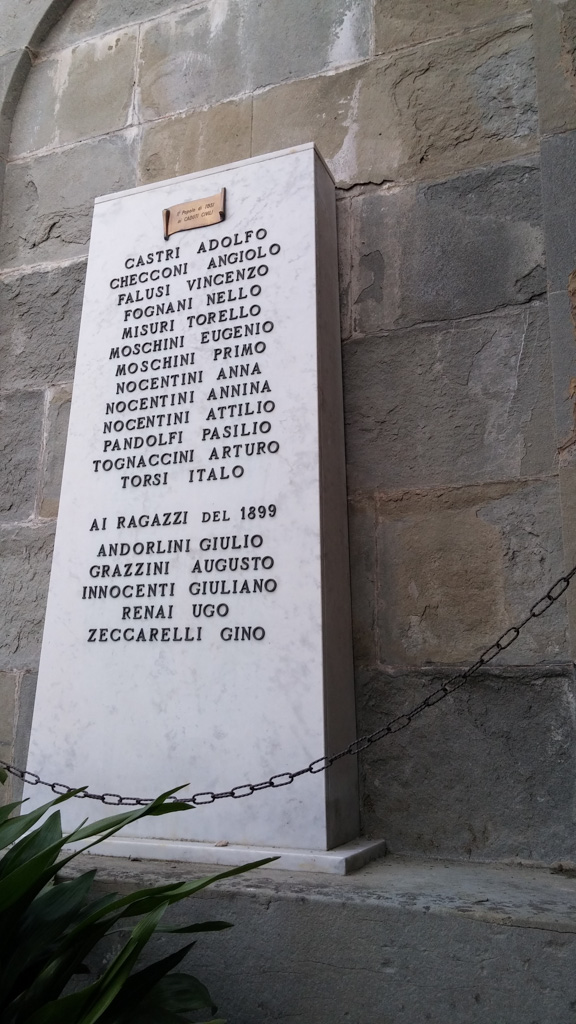 CADUTI CIVILI
CASTRI ADOLFO
CHECCONI ANGIOLO
FALUSI VINCENZO
FOGNANI NELLO
MISURI TORELLO
MOSCHINI EUGENIO
MOSCHINI PRIMO
NOCENTINI ANNA
NOCENTINI ANNINA
NOCENTINI ATTILIO
PANDOLFI PASILIO
TOGNACCINI ARTURO
TORSI ITALO
AI RAGAZZI DEL 1899
ANDORLINI GIULIO
GRAZZINI AUGUSTO
INNOCENTI GIULIANO
RENAI UGO
ZECCARELLI GINO